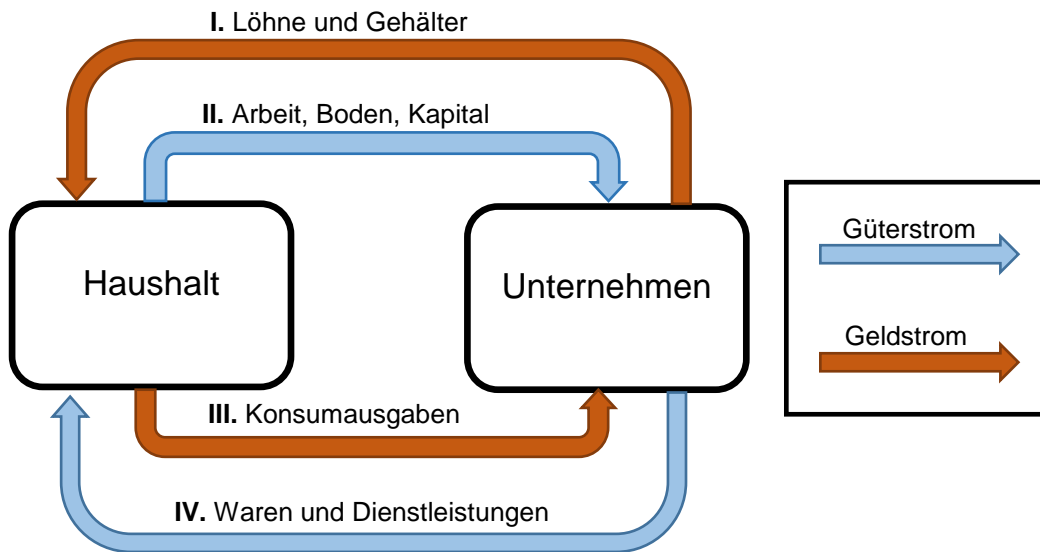 I. Löhne und Gehälter
II. Arbeit, Boden, Kapital
Haushalt
Unternehmen
Güterstrom
Geldstrom
III. Konsumausgaben
IV. Waren und Dienstleistungen